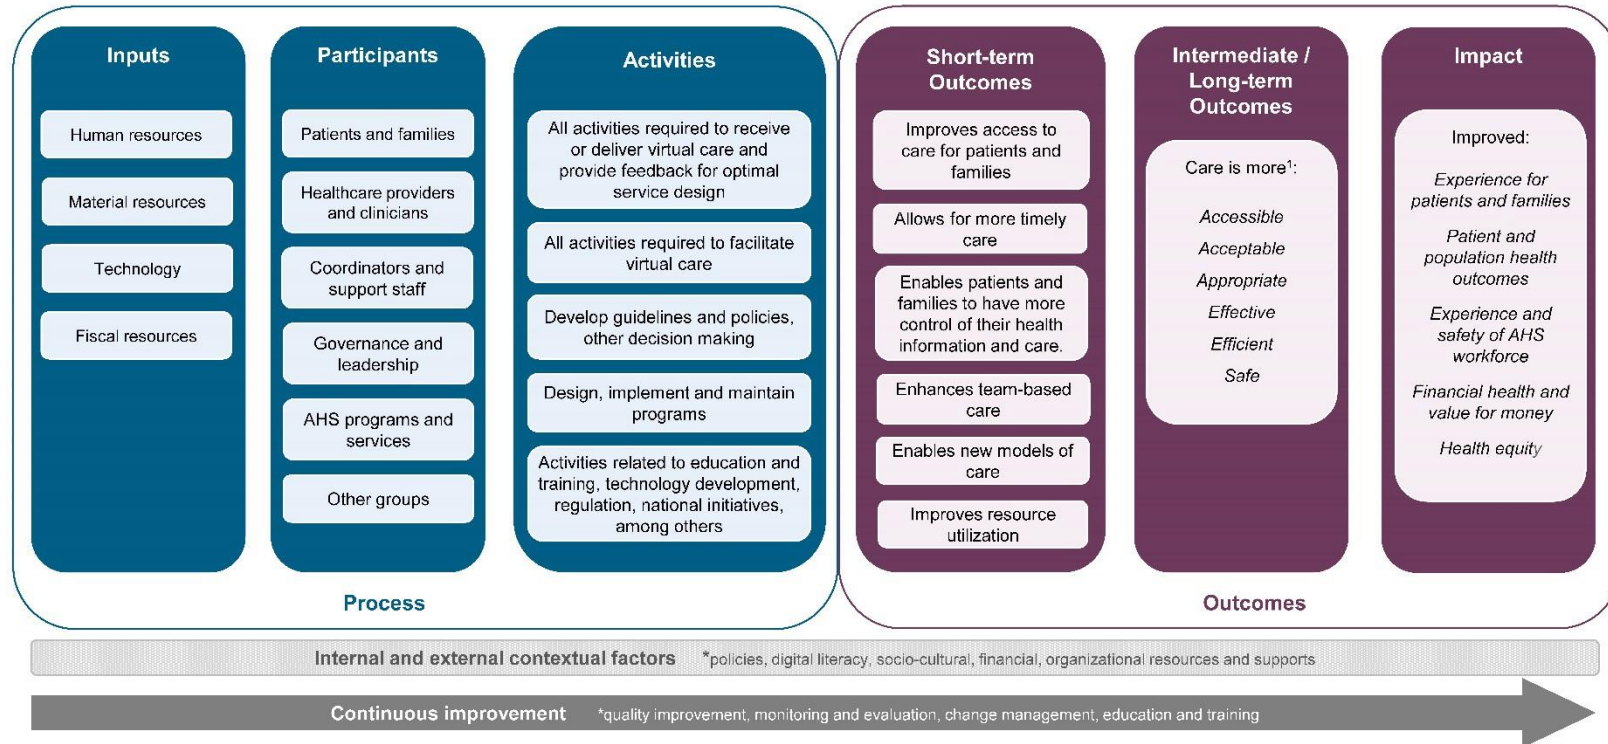 Inputs
Human resources
Material resources
Technology
Fiscal resources
Participants
Patients and families
Healthcare providers
and clinicians
Coordinators and
support staff
Governance and
leadership
AHS programs and
services
Other groups
Activities
All activities required to receive
or deliver virtual care and
provide feedback for optimal
service design
All activities required to facilitate
virtual care
Develop guidelines and policies,
other decision making
Design, implement and maintain
programs
Activities related to education and
training, technology development,
regulation, national initiatives,
among others
Process
Short-term
Outcomes
Improves access to
care for patients and
families
Allows for more timely
care
Enables patients and
families to have more
control of their health
information and care.
Enhances team-based
care
Enables new models of
care
Improves resource
utilization
Intermediate /
Long-term
Outcomes
Care is more¹:
Accessible
Acceptable
Appropriate
Effective
Efficient
Safe
Impact
Improved:
Experience for
patients and families
Patient and
population health
outcomes
Experience and
safety of AHS
workforce
Financial health and
value for money
Health equity
Outcomes
Internal and external contextual factors *policies, digital literacy, socio-cultural, financial, organizational resources and supports
Continuous improvement *quality improvement, monitoring and evaluation, change management, education and training